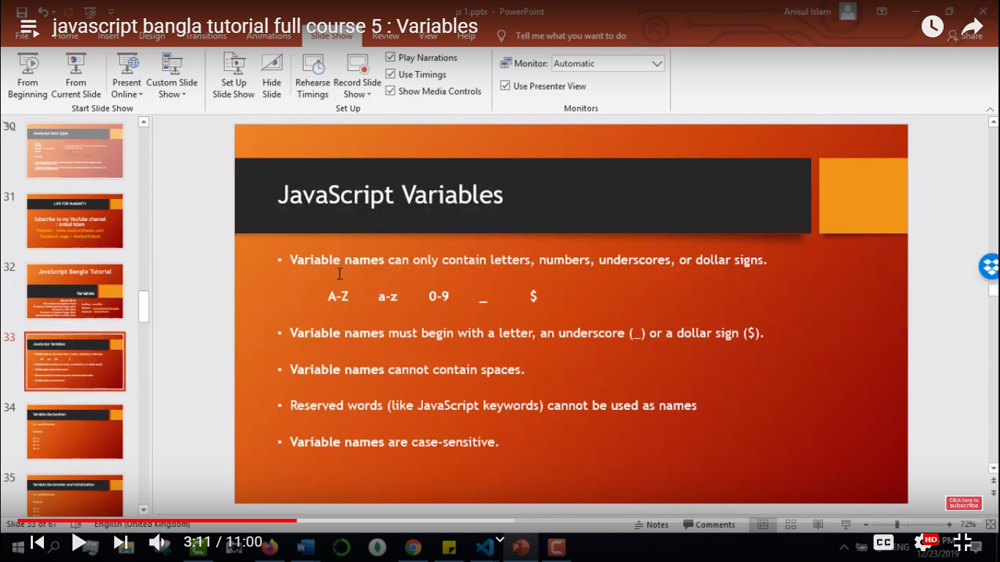 js 1.pptx - PowerPoint
Anisul Islam
javascript bangla tutorial full course 5 : Variables
File Home Insert Design Transitions Animations Slide Show Review View Help Tell me what you want to do Share
Play Narrations
Use Timings
Show Media Controls
Monitor: Automatic
Use Presenter View
From Beginning
From Current Slide
Present Online
Custom Slide Show
Set Up Slide Show
Hide Slide
Rehearse Timings
Record Slide Show
Start Slide Show
Set Up
Monitors
30
JavaScript Data Types
31
LIVE FOR HUMANITY
Subscribe to my YouTube channel
: Anisul Islam
Website : www.studywithanis.com
Facebook page : studywithanis
32
JavaScript Bangla Tutorial
Variables
33
JavaScript Variables
34
Variable Declaration
35
Variable Declaration and Initialization
JavaScript Variables
• Variable names can only contain letters, numbers, underscores, or dollar signs.
A-Z a-z 0-9 _ $
• Variable names must begin with a letter, an underscore (_) or a dollar sign ($).
• Variable names cannot contain spaces.
• Reserved words (like JavaScript keywords) cannot be used as names
• Variable names are case-sensitive.
Click here to
subscribe
Slide 33 of 67 English (United Kingdom) Notes Comments 72%
3:11 / 11:00
CC HD
ENG
12/23/2019